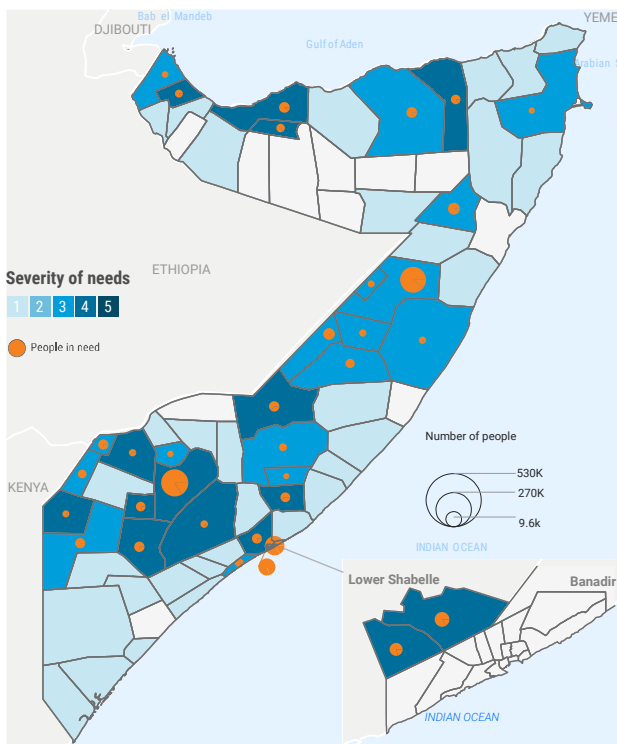 Bab el Mandeb
YEME
DJIBOUTI
Gulf of Aden
Arabian S
ETHIOPIA
Severity of needs
1 2 3 4 5
People in need
KENYA
Number of people
530K
270K
9.6k
INDIAN OCEAN
Lower Shabelle
Banadir
INDIAN OCEAN